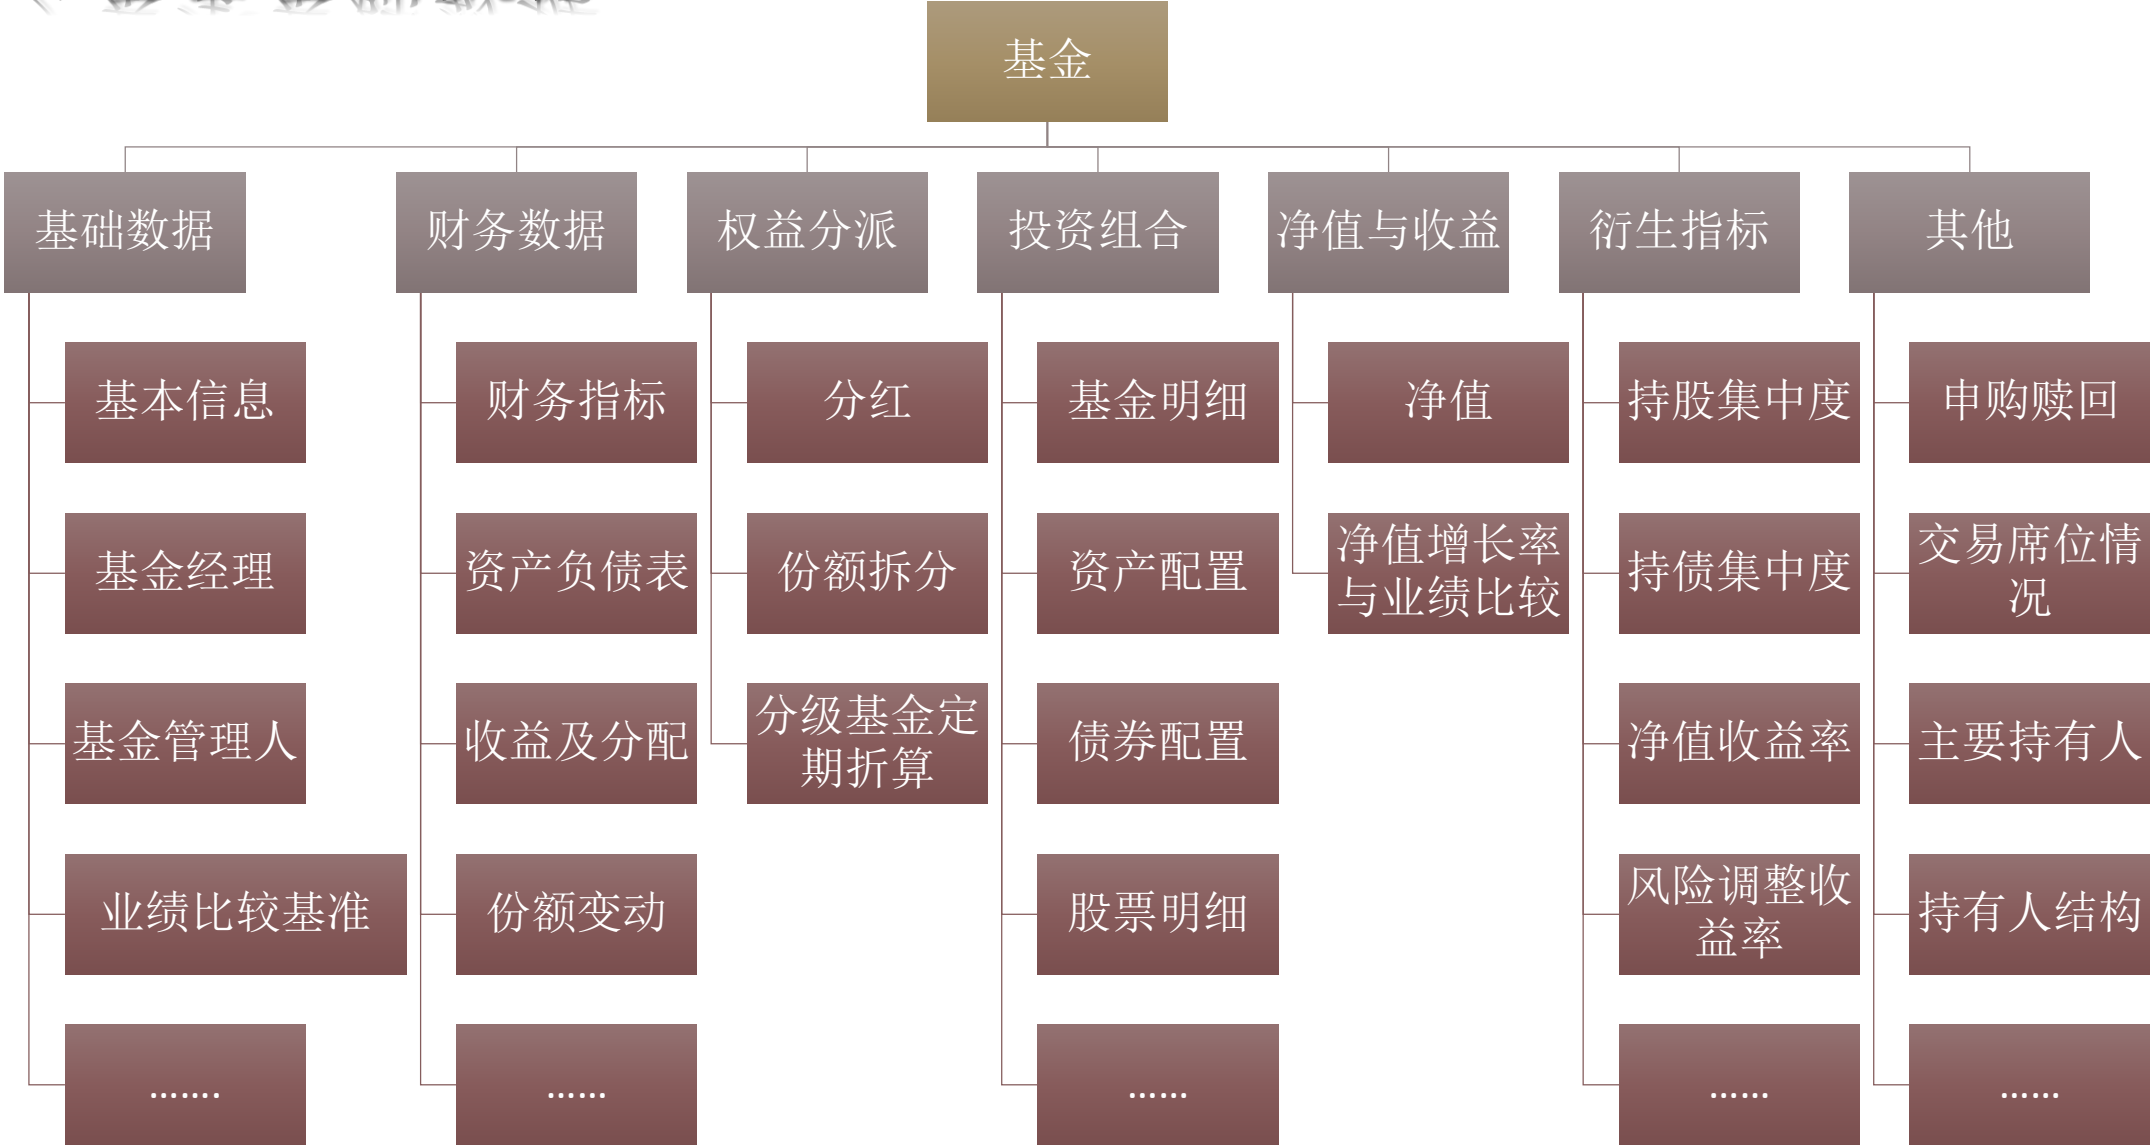 基金
基础数据
财务数据
权益分派
投资组合
净值与收益
衍生指标
其他
基本信息
基金经理
基金管理人
业绩比较基准
…….
财务指标
资产负债表
收益及分配
份额变动
……
分红
份额拆分
分级基金定
期折算
基金明细
资产配置
债券配置
股票明细
……
净值
净值增长率
与业绩比较
持股集中度
持债集中度
净值收益率
风险调整收
益率
……
申购赎回
交易席位情
况
主要持有人
持有人结构
……